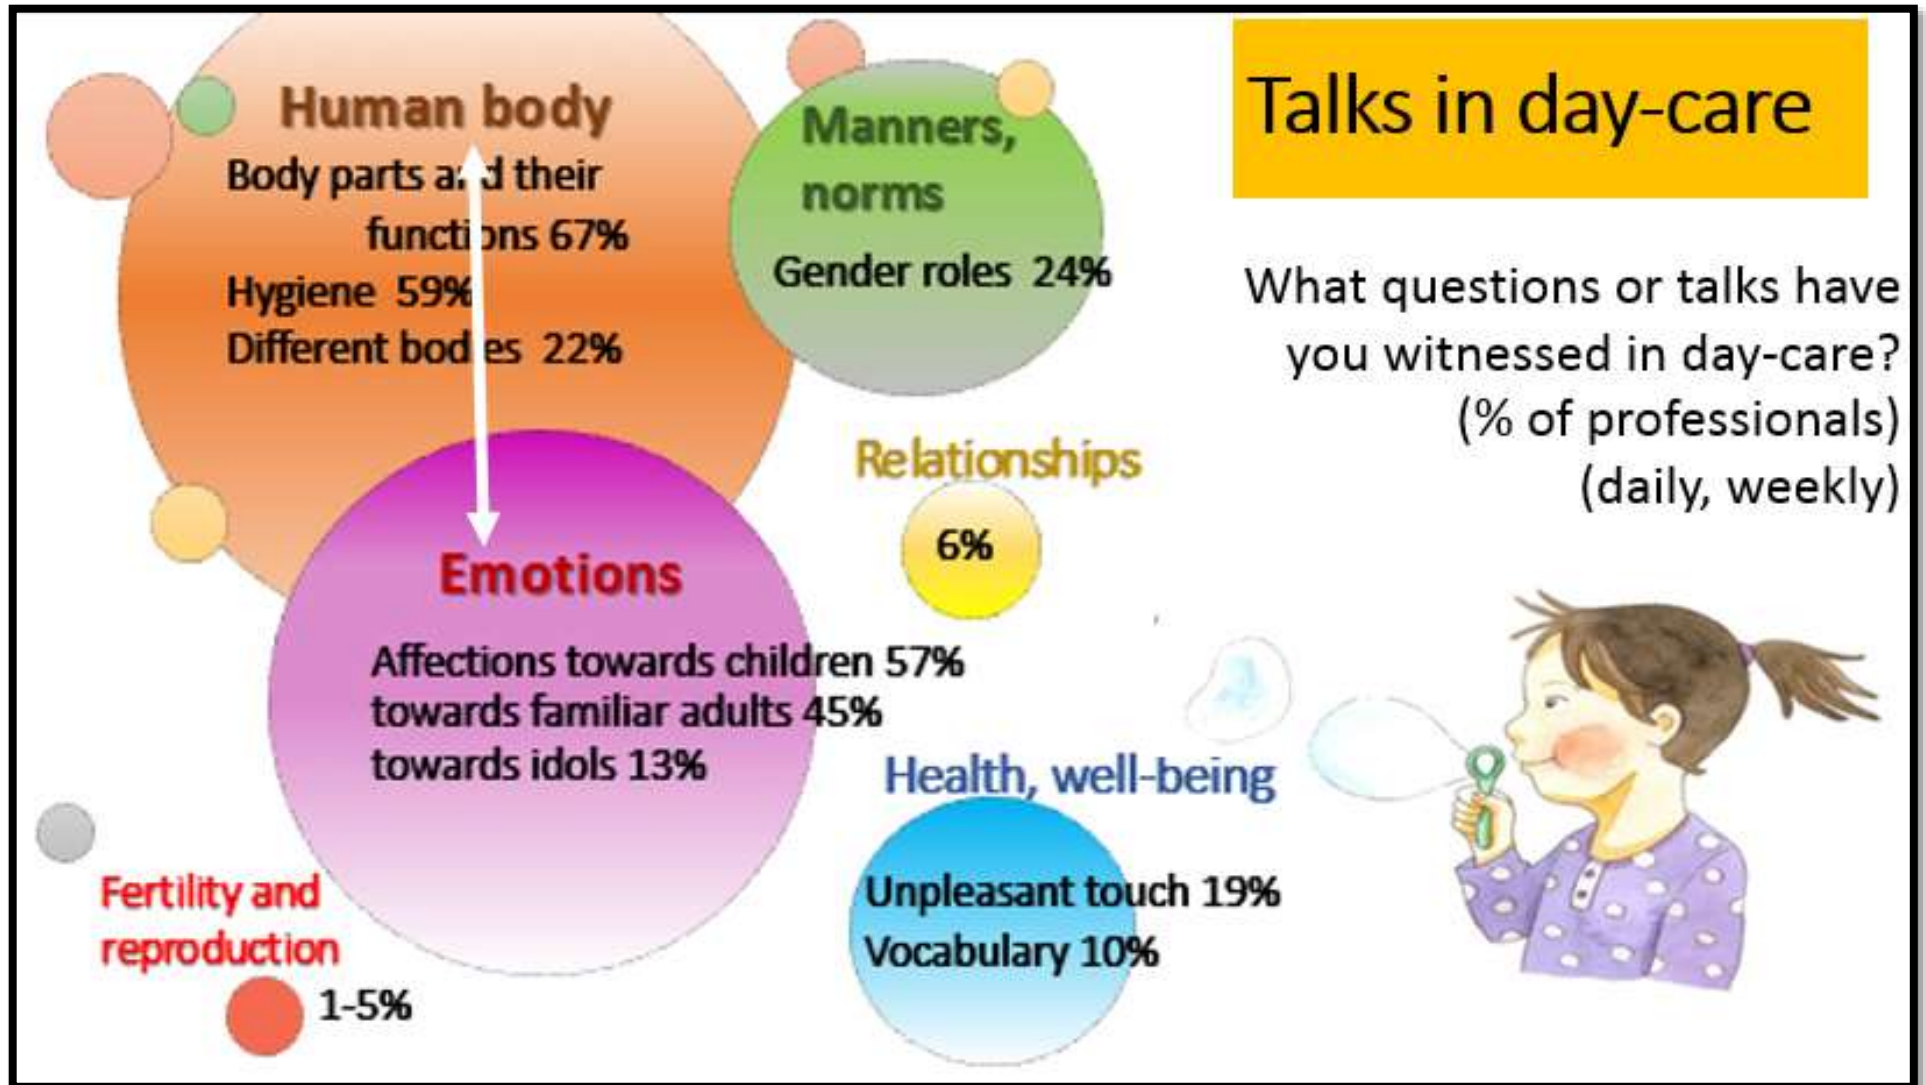 Talks in day-care
What questions or talks have
you witnessed in day-care?
(% of professionals)
(daily, weekly)
Human body
Body parts and their
functions 67%
Hygiene 59%
Different bodies 22%
Manners,
norms
Gender roles 24%
Relationships
6%
Emotions
Affections towards children 57%
towards familiar adults 45%
towards idols 13%
Health, well-being
Unpleasant touch 19%
Vocabulary 10%
Fertility and
reproduction
1-5%